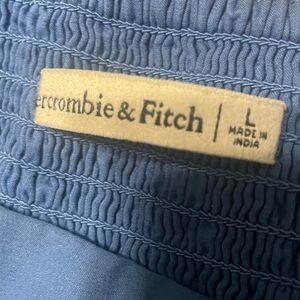 ercrombie & Fitch
L
MADE IN
INDIA